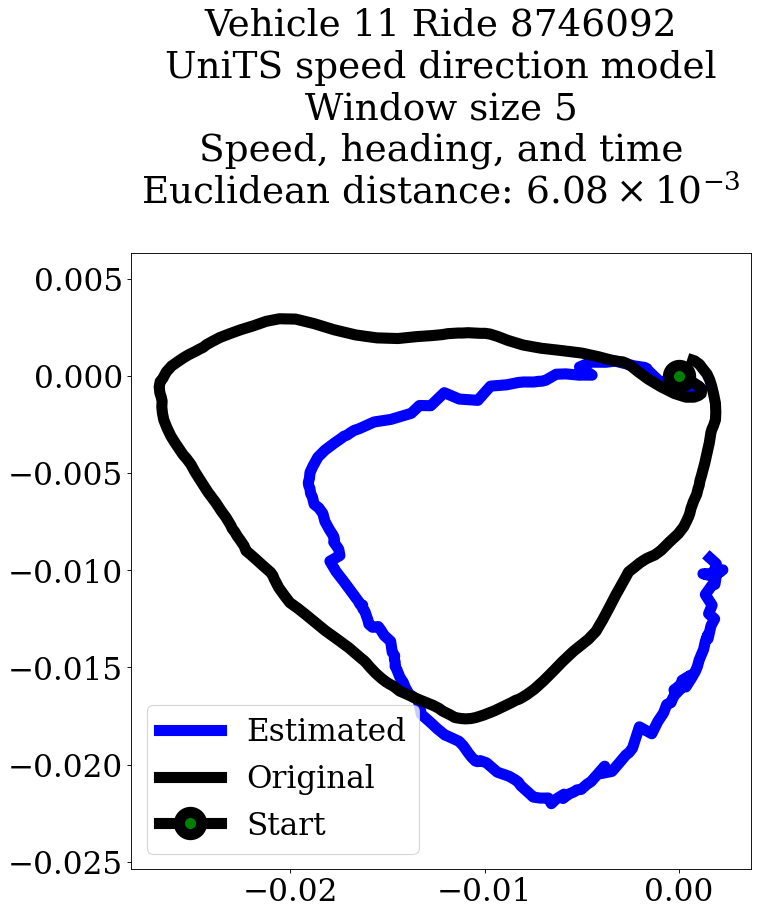 Vehicle 11 Ride 8746092
UniTS speed direction model
Window size 5
Speed, heading, and time
Euclidean distance: 6.08 × 10⁻³
0.005
0.000
−0.005
−0.010
−0.015
−0.020
−0.025
Estimated
Original
Start
−0.02 −0.01 0.00